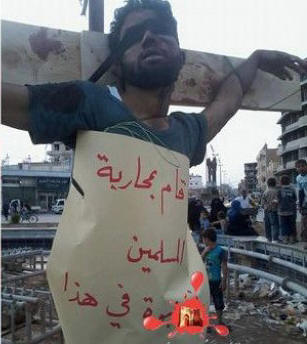 قام بمحاربة
المسلمين
في هذا